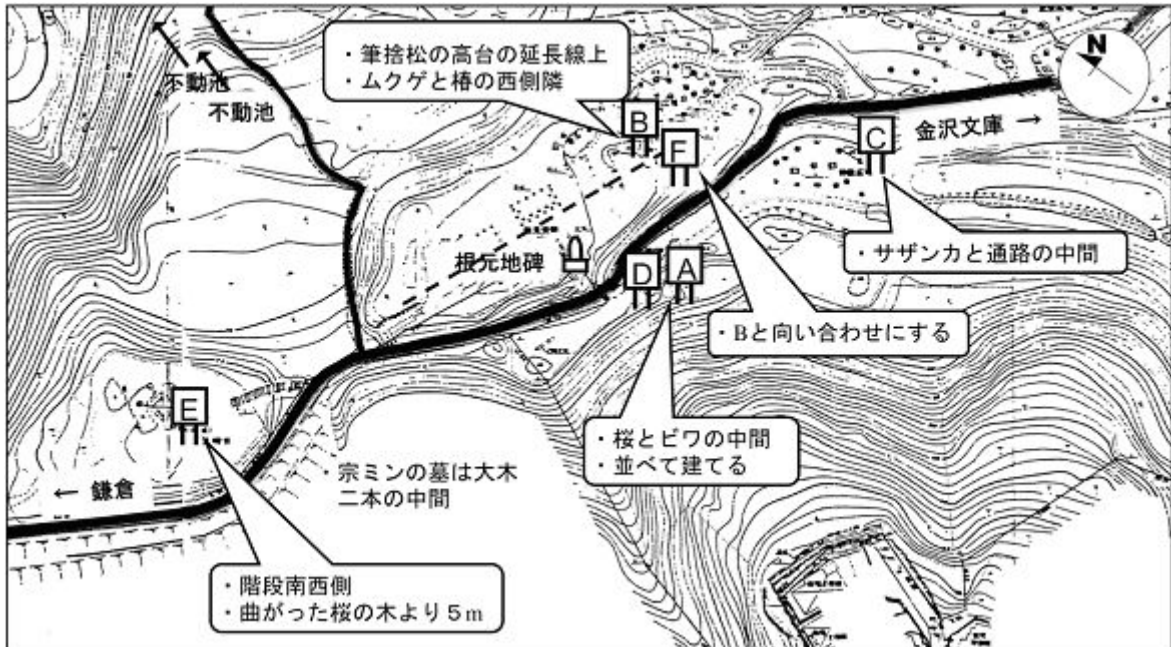 ・筆捨松の高台の延長線上
・ムクゲと椿の西側隣
N
不動池
不動池
B
F
C
金沢文庫 →
根元地碑
D
A
・サザンカと通路の中間
・Bと向い合わせにする
E
・桜とビワの中間
・並べて建てる
← 鎌倉
・宗ミンの墓は大木
二本の中間
・階段南西側
・曲がった桜の木より５ｍ